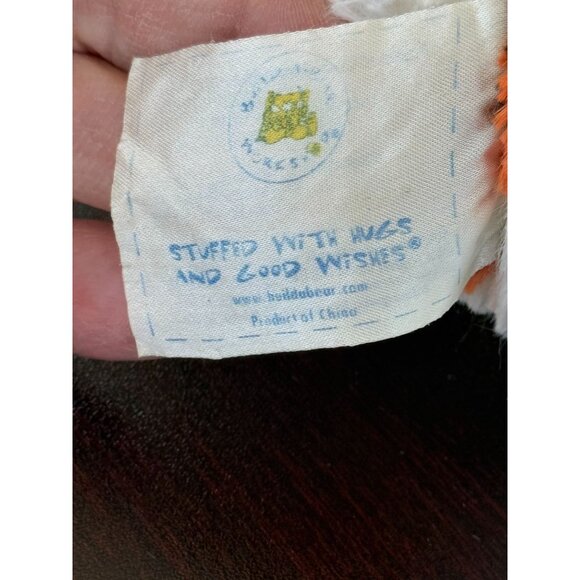 STUFFED WITH HUGS
AND GOOD WISHES®
www.buildabear.com
Product of China